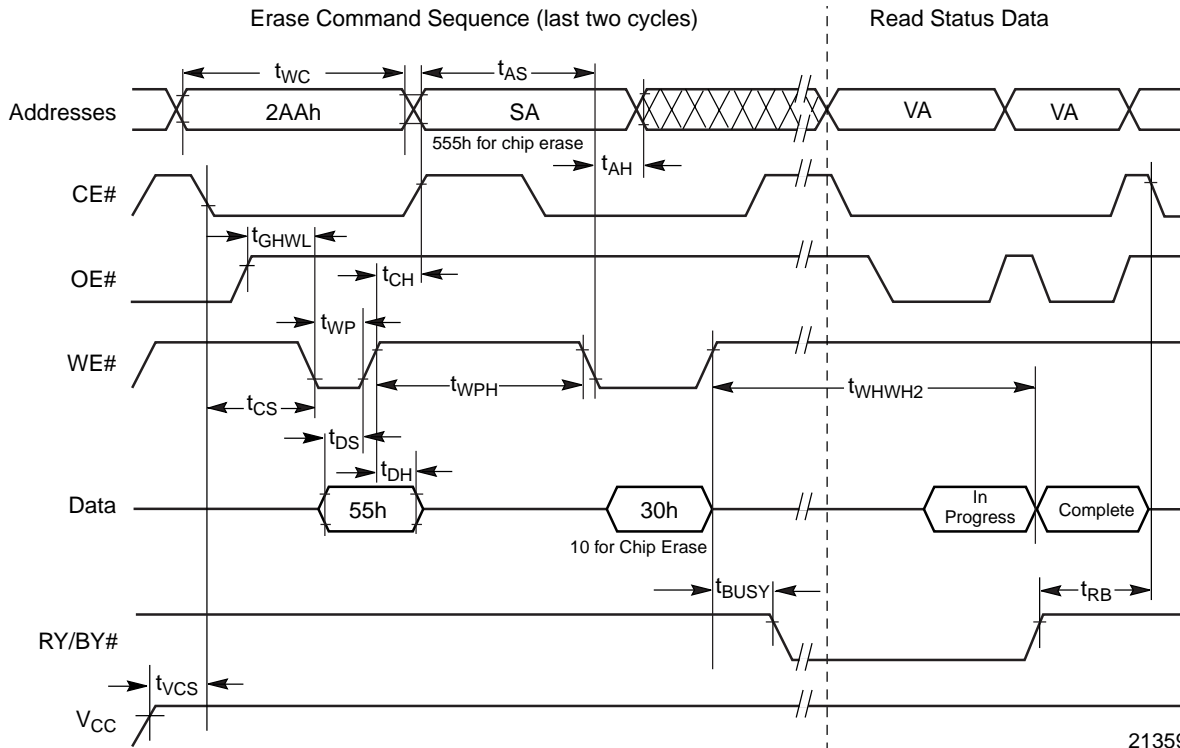 Erase Command Sequence (last two cycles)
Read Status Data
tWC
tAS
Addresses
2AAh
SA
VA
VA
555h for chip erase
tAH
CE#
tGHWL
tCH
OE#
tWP
WE#
tWPH
tWHWH2
tCS
tDS
tDH
Data
55h
30h
In
Progress
Complete
10 for Chip Erase
tBUSY
tRB
RY/BY#
tVCS
VCC
21359